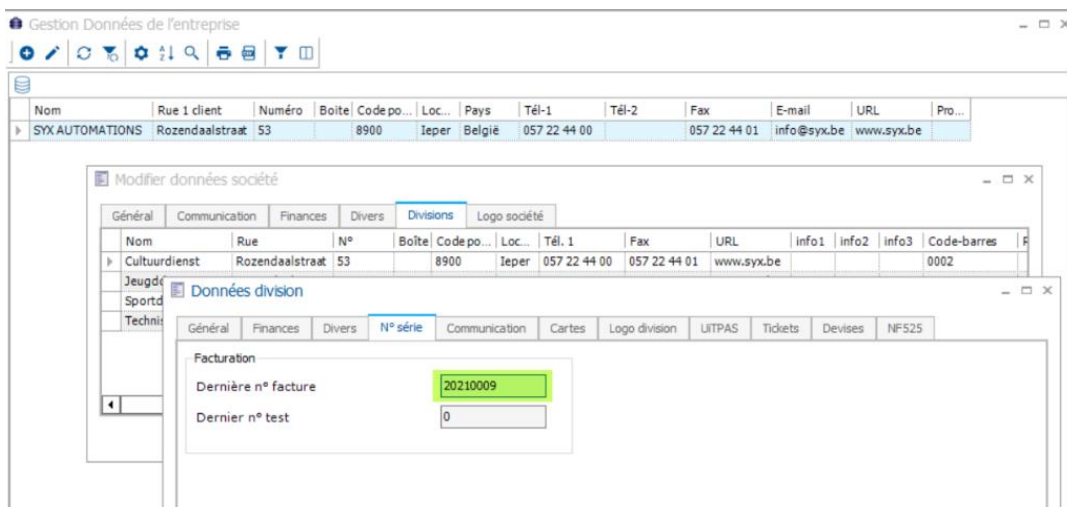 Gestion Données de l'entreprise
Nom Rue 1 client Numéro Boite Code po... Loc... Pays Tél-1 Tél-2 Fax E-mail URL Pro...
SYX AUTOMATIONS Rozendaalstraat 53 8900 Ieper België 057 22 44 00 057 22 44 01 info@syx.be www.syx.be
Modifier données société
Général Communication Finances Divers Divisions Logo société
Nom Rue N° Boîte Code po... Loc... Tél. 1 Fax URL info1 info2 info3 Code-barres
Cultuurdienst Rozendaalstraat 53 8900 Ieper 057 22 44 00 057 22 44 01 www.syx.be 0002
Données division
Général Finances Divers N° série Communication Cartes Logo division UiTPAS Tickets Devises NF525
Facturation
Dernière n° facture 20210009
Dernier n° test 0